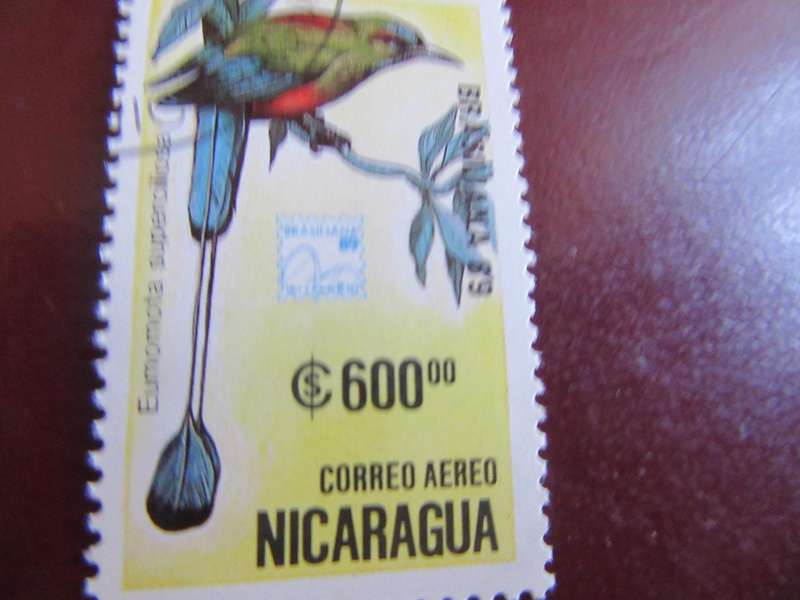 Eumomota superciliosa
BRASILIANA 89
BRASILIANA
89
₡600⁰⁰
CORREO AEREO
NICARAGUA